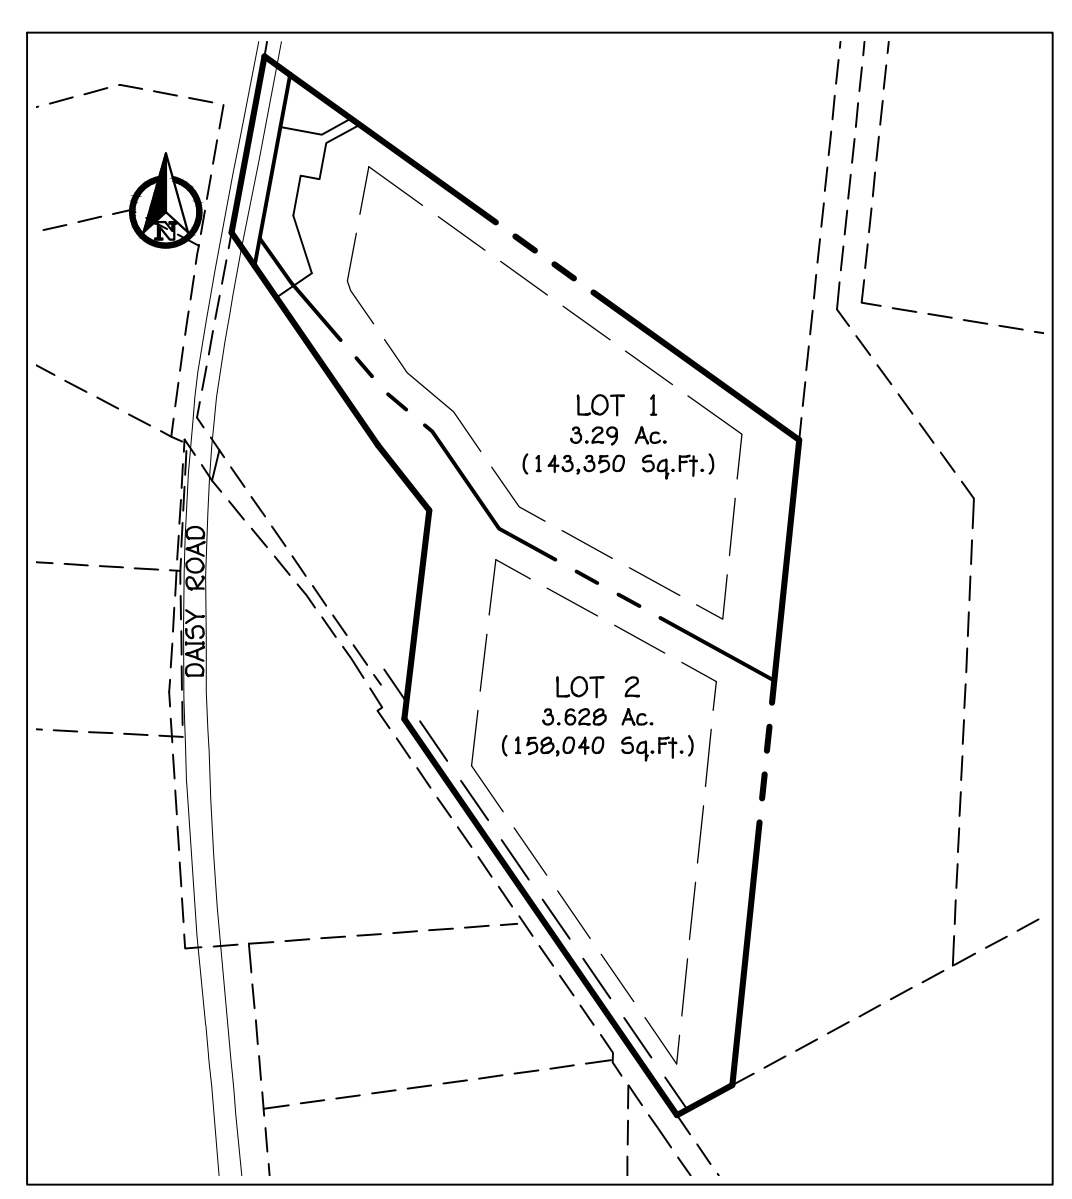 N
LOT 1
3.29 Ac.
(143,350 Sq.Ft.)
DAISY ROAD
LOT 2
3.628 Ac.
(158,040 Sq.Ft.)